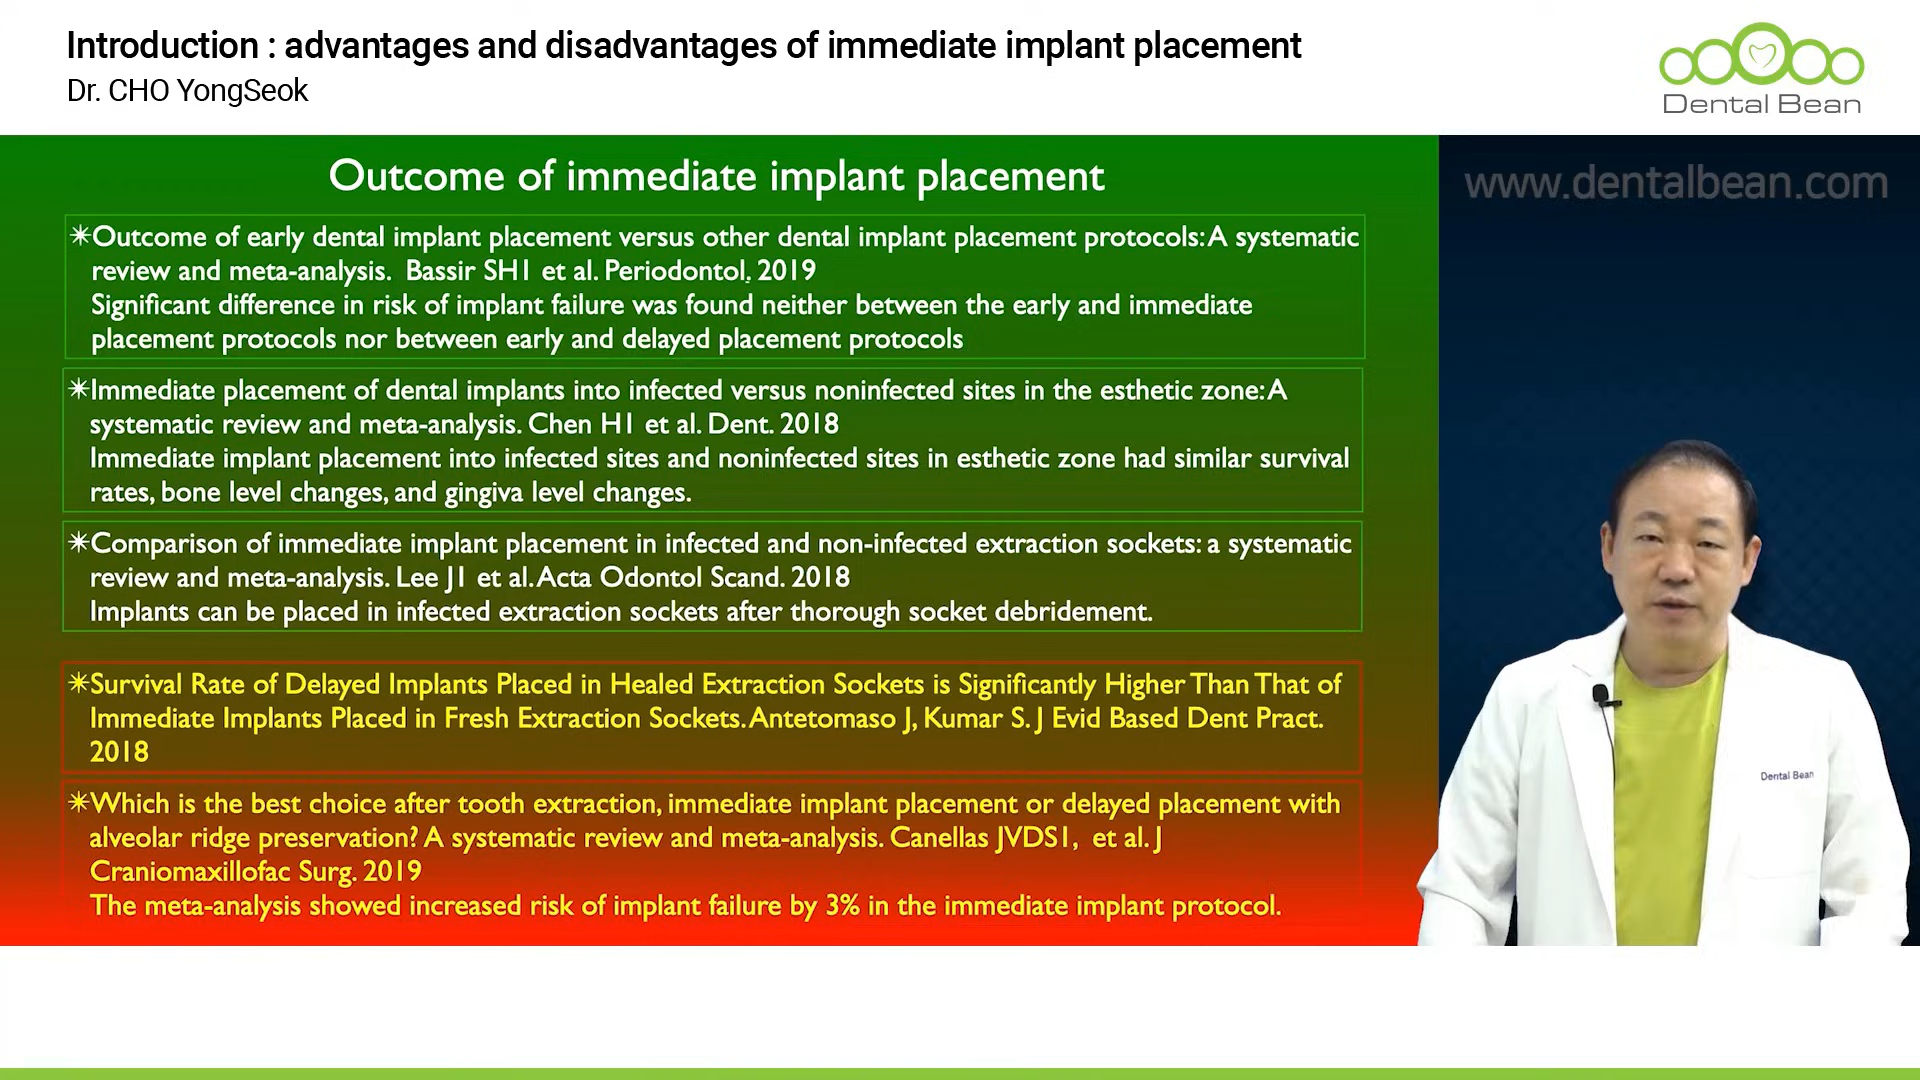 Introduction : advantages and disadvantages of immediate implant placement
Dr. CHO YongSeok
Dental Bean
www.dentalbean.com
Outcome of immediate implant placement
✴Outcome of early dental implant placement versus other dental implant placement protocols: A systematic
review and meta-analysis. Bassir SH1 et al. Periodontol. 2019
Significant difference in risk of implant failure was found neither between the early and immediate
placement protocols nor between early and delayed placement protocols
✴Immediate placement of dental implants into infected versus noninfected sites in the esthetic zone: A
systematic review and meta-analysis. Chen H1 et al. Dent. 2018
Immediate implant placement into infected sites and noninfected sites in esthetic zone had similar survival
rates, bone level changes, and gingiva level changes.
✴Comparison of immediate implant placement in infected and non-infected extraction sockets: a systematic
review and meta-analysis. Lee J1 et al. Acta Odontol Scand. 2018
Implants can be placed in infected extraction sockets after thorough socket debridement.
✴Survival Rate of Delayed Implants Placed in Healed Extraction Sockets is Significantly Higher Than That of
Immediate Implants Placed in Fresh Extraction Sockets. Antetomaso J, Kumar S. J Evid Based Dent Pract.
2018
✴Which is the best choice after tooth extraction, immediate implant placement or delayed placement with
alveolar ridge preservation? A systematic review and meta-analysis. Canellas JVDS1, et al. J
Craniomaxillofac Surg. 2019
The meta-analysis showed increased risk of implant failure by 3% in the immediate implant protocol.
Dental Bean